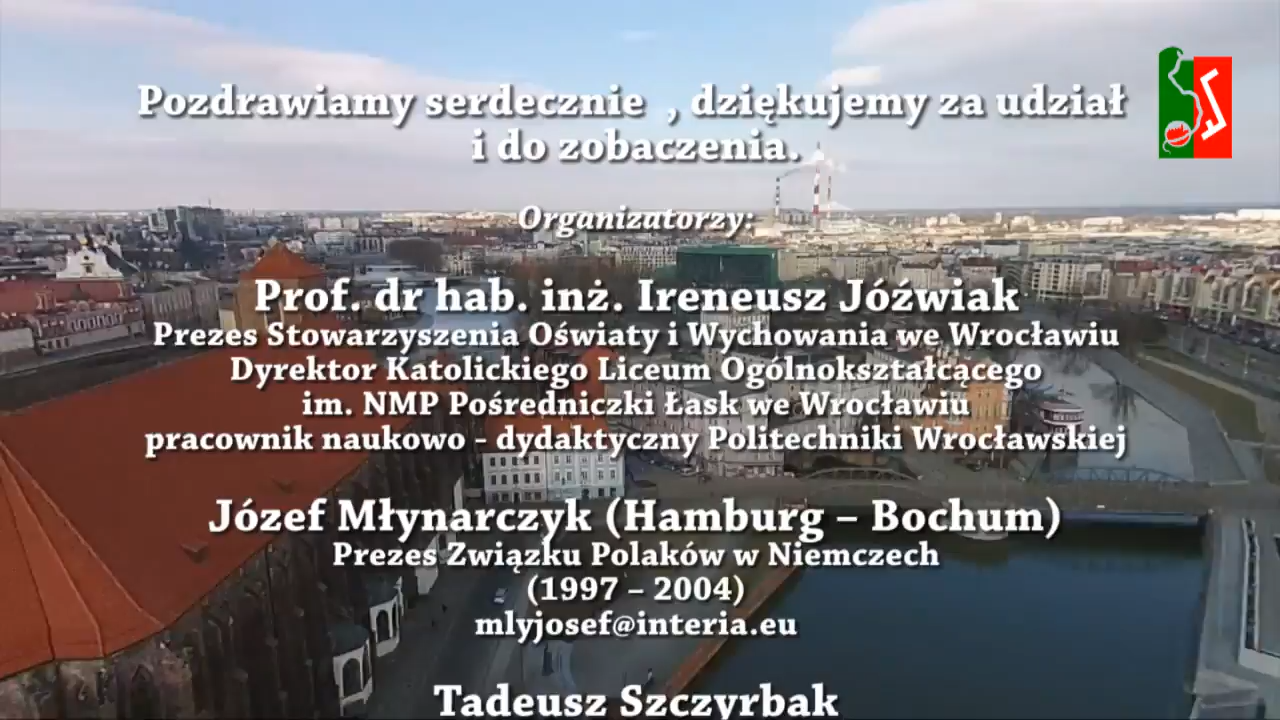 Pozdrawiamy serdecznie , dziękujemy za udział
i do zobaczenia.
Organizatorzy:
Prof. dr hab. inż. Ireneusz Jóźwiak
Prezes Stowarzyszenia Oświaty i Wychowania we Wrocławiu
Dyrektor Katolickiego Liceum Ogólnokształcącego
im. NMP Pośredniczki Łask we Wrocławiu
pracownik naukowo - dydaktyczny Politechniki Wrocławskiej
Józef Młynarczyk (Hamburg – Bochum)
Prezes Związku Polaków w Niemczech
(1997 – 2004)
mlyjosef@interia.eu
Tadeusz Szczyrbak